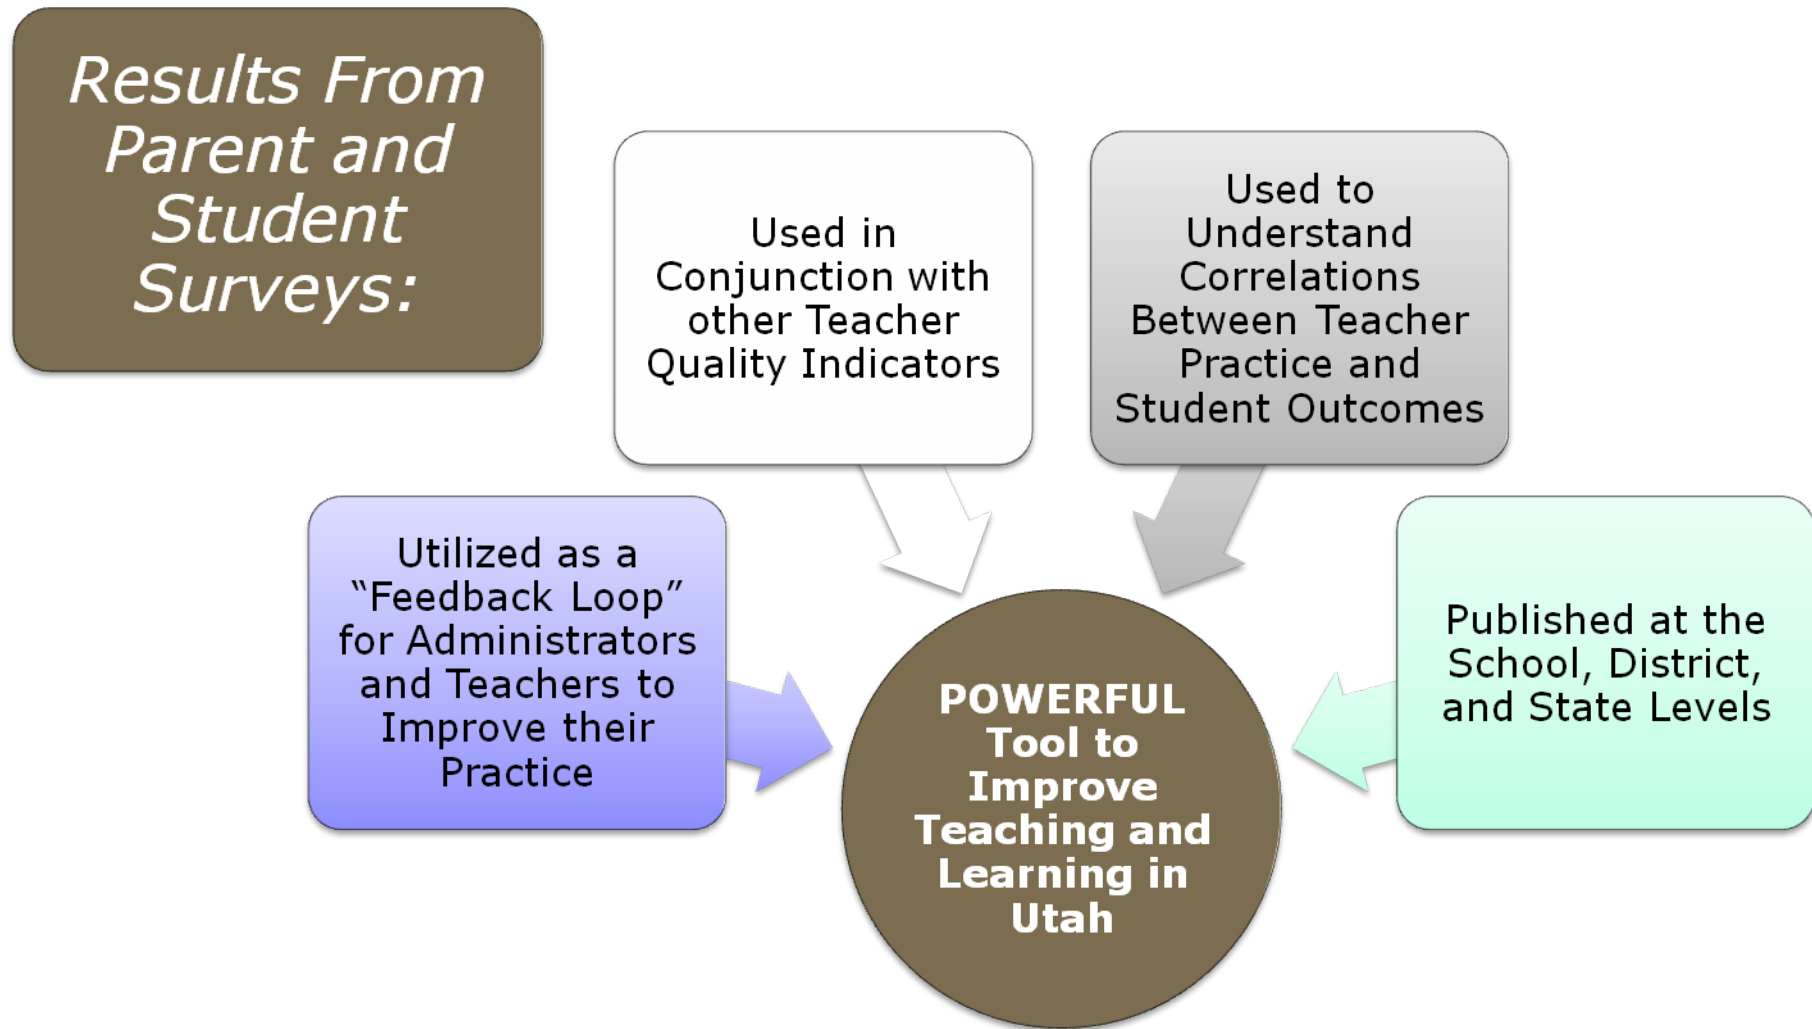 Results From
Parent and
Student
Surveys:
Used in
Conjunction with
other Teacher
Quality Indicators
Used to
Understand
Correlations
Between Teacher
Practice and
Student Outcomes
Utilized as a
“Feedback Loop”
for Administrators
and Teachers to
Improve their
Practice
Published at the
School, District,
and State Levels
POWERFUL
Tool to
Improve
Teaching and
Learning in
Utah